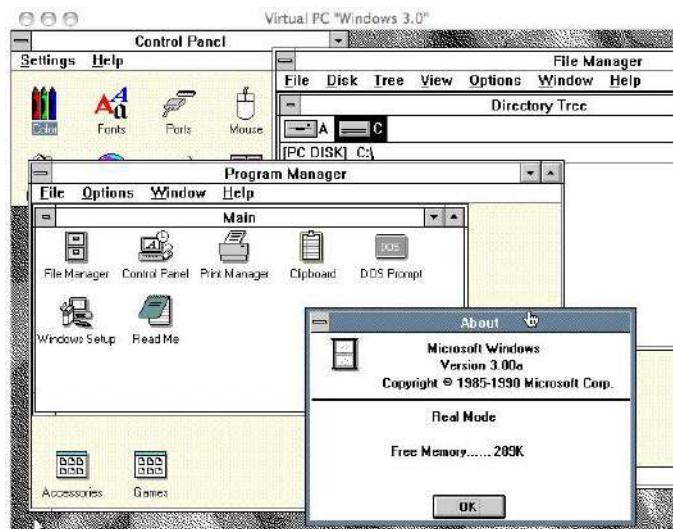 Virtual PC "Windows 3.0"
Control Panel
Settings Help
Color Fonts Ports Mouse
File Manager
File Disk Tree View Options Window Help
Directory Tree
A C
[PC DISK] C:\
Program Manager
File Options Window Help
Main
File Manager Control Panel Print Manager Clipboard DOS Prompt
DOS
Windows Setup Read Me
Accessories Games
About
Microsoft Windows
Version 3.00a
Copyright © 1985-1990 Microsoft Corp.
Real Mode
Free Memory...... 289K
OK